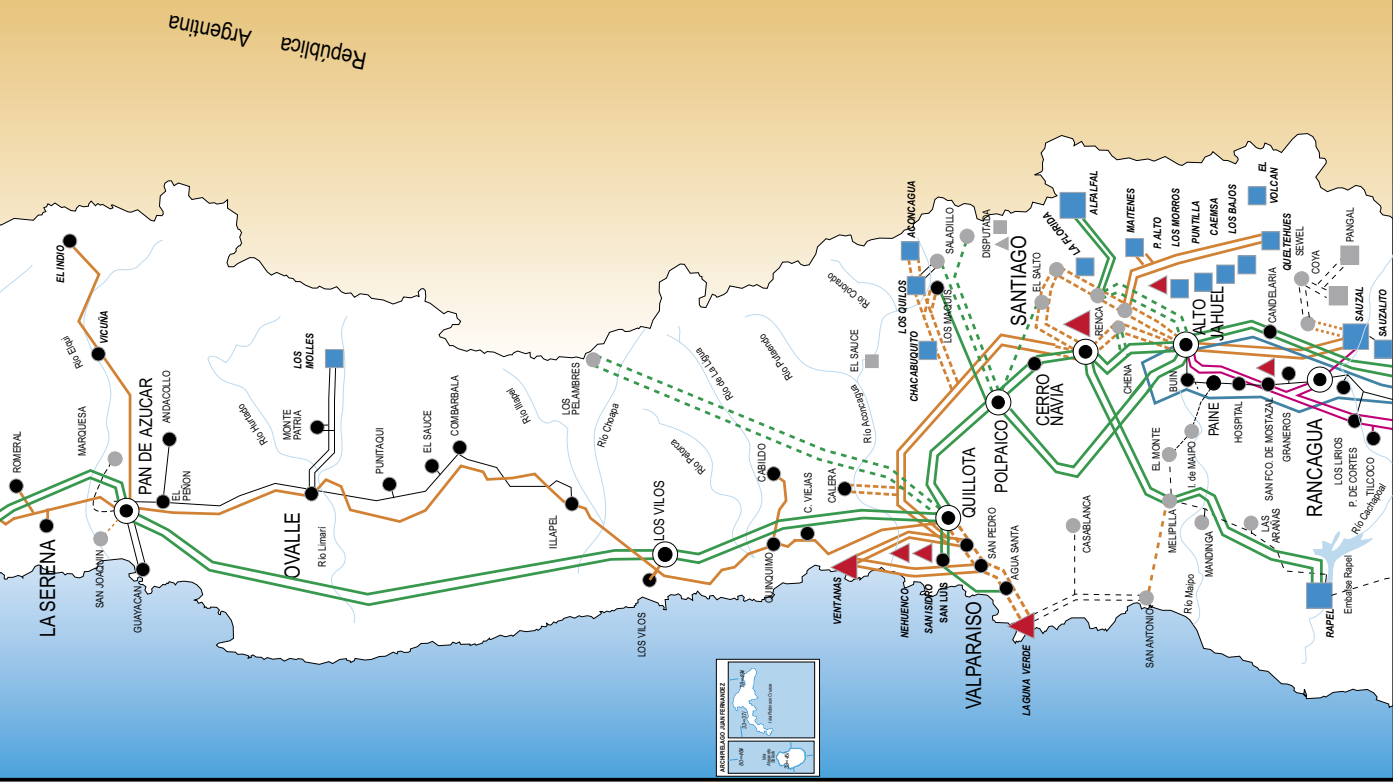 República Argentina
EL INDIO
Río Elqui
VICUÑA
ROMERAL
MARQUESA
PAN DE AZUCAR
ANDACOLLO
EL
PEÑON
LA SERENA
SAN JOAQUIN
GUAYACAN
Río Hurtado
LOS
MOLLES
MONTE
PATRIA
PUNITAQUI
EL SAUCE
COMBARBALA
OVALLE
Río Limarí
Río Illapel
ILLAPEL
LOS
PELAMBRES
Río Choapa
Río Petorca
LOS VILOS
LOS VILOS
Río de La Ligua
Río Putaendo
CABILDO
C. VIEJAS
QUINQUIMO
CALERA
Río Colorado
EL SAUCE
Río Aconcagua
ACONCAGUA
LOS QUILOS
CHACABUQUITO
LOS MAQUIS
SALADILLO
DISPUTADA
VENTANAS
NEHUENCO
SAN ISIDRO
SAN LUIS
QUILLOTA
SAN PEDRO
AGUA SANTA
VALPARAISO
LAGUNA VERDE
POLPAICO
CERRO
NAVIA
SANTIAGO
EL SALTO
LA FLORIDA
RENCA
ALFALFAL
MAITENES
P. ALTO
LOS MORROS
PUNTILLA
CAEMSA
LOS BAJOS
EL
VOLCAN
QUELTEHUES
SEWEL
COYA
PANGAL
SAUZAL
SAUZALITO
CANDELARIA
ALTO
JAHUEL
CHENA
BUIN
PAINE
HOSPITAL
SAN FCO. DE MOSTAZAL
GRANEROS
RANCAGUA
LOS LIRIOS
P. DE CORTES
TILCOCO
Río Cachapoal
EL MONTE
I. de MAIPO
MELIPILLA
MANDINGA
LAS
ARAÑAS
CASABLANCA
SAN ANTONIO
Río Maipo
RAPEL
Embalse Rapel
ARCHIPIELAGO JUAN FERNANDEZ